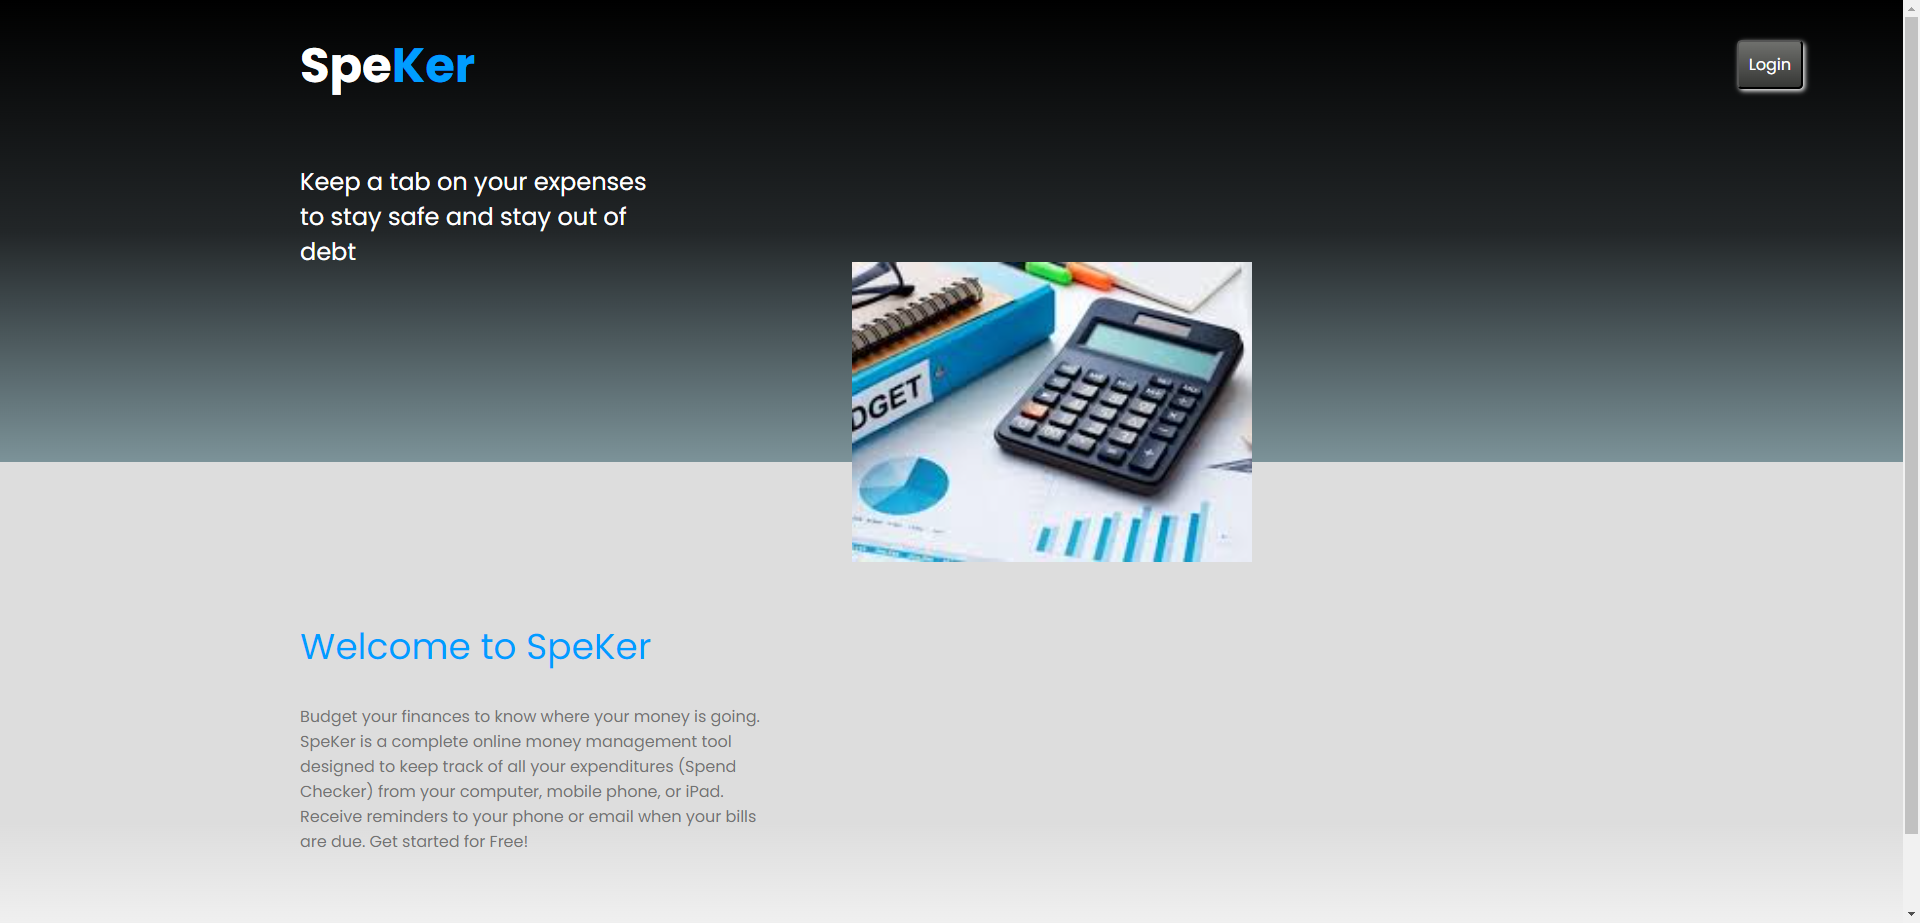 SpeKer
Login
Keep a tab on your expenses
to stay safe and stay out of
debt
DGET
Welcome to SpeKer
Budget your finances to know where your money is going.
SpeKer is a complete online money management tool
designed to keep track of all your expenditures (Spend
Checker) from your computer, mobile phone, or iPad.
Receive reminders to your phone or email when your bills
are due. Get started for Free!